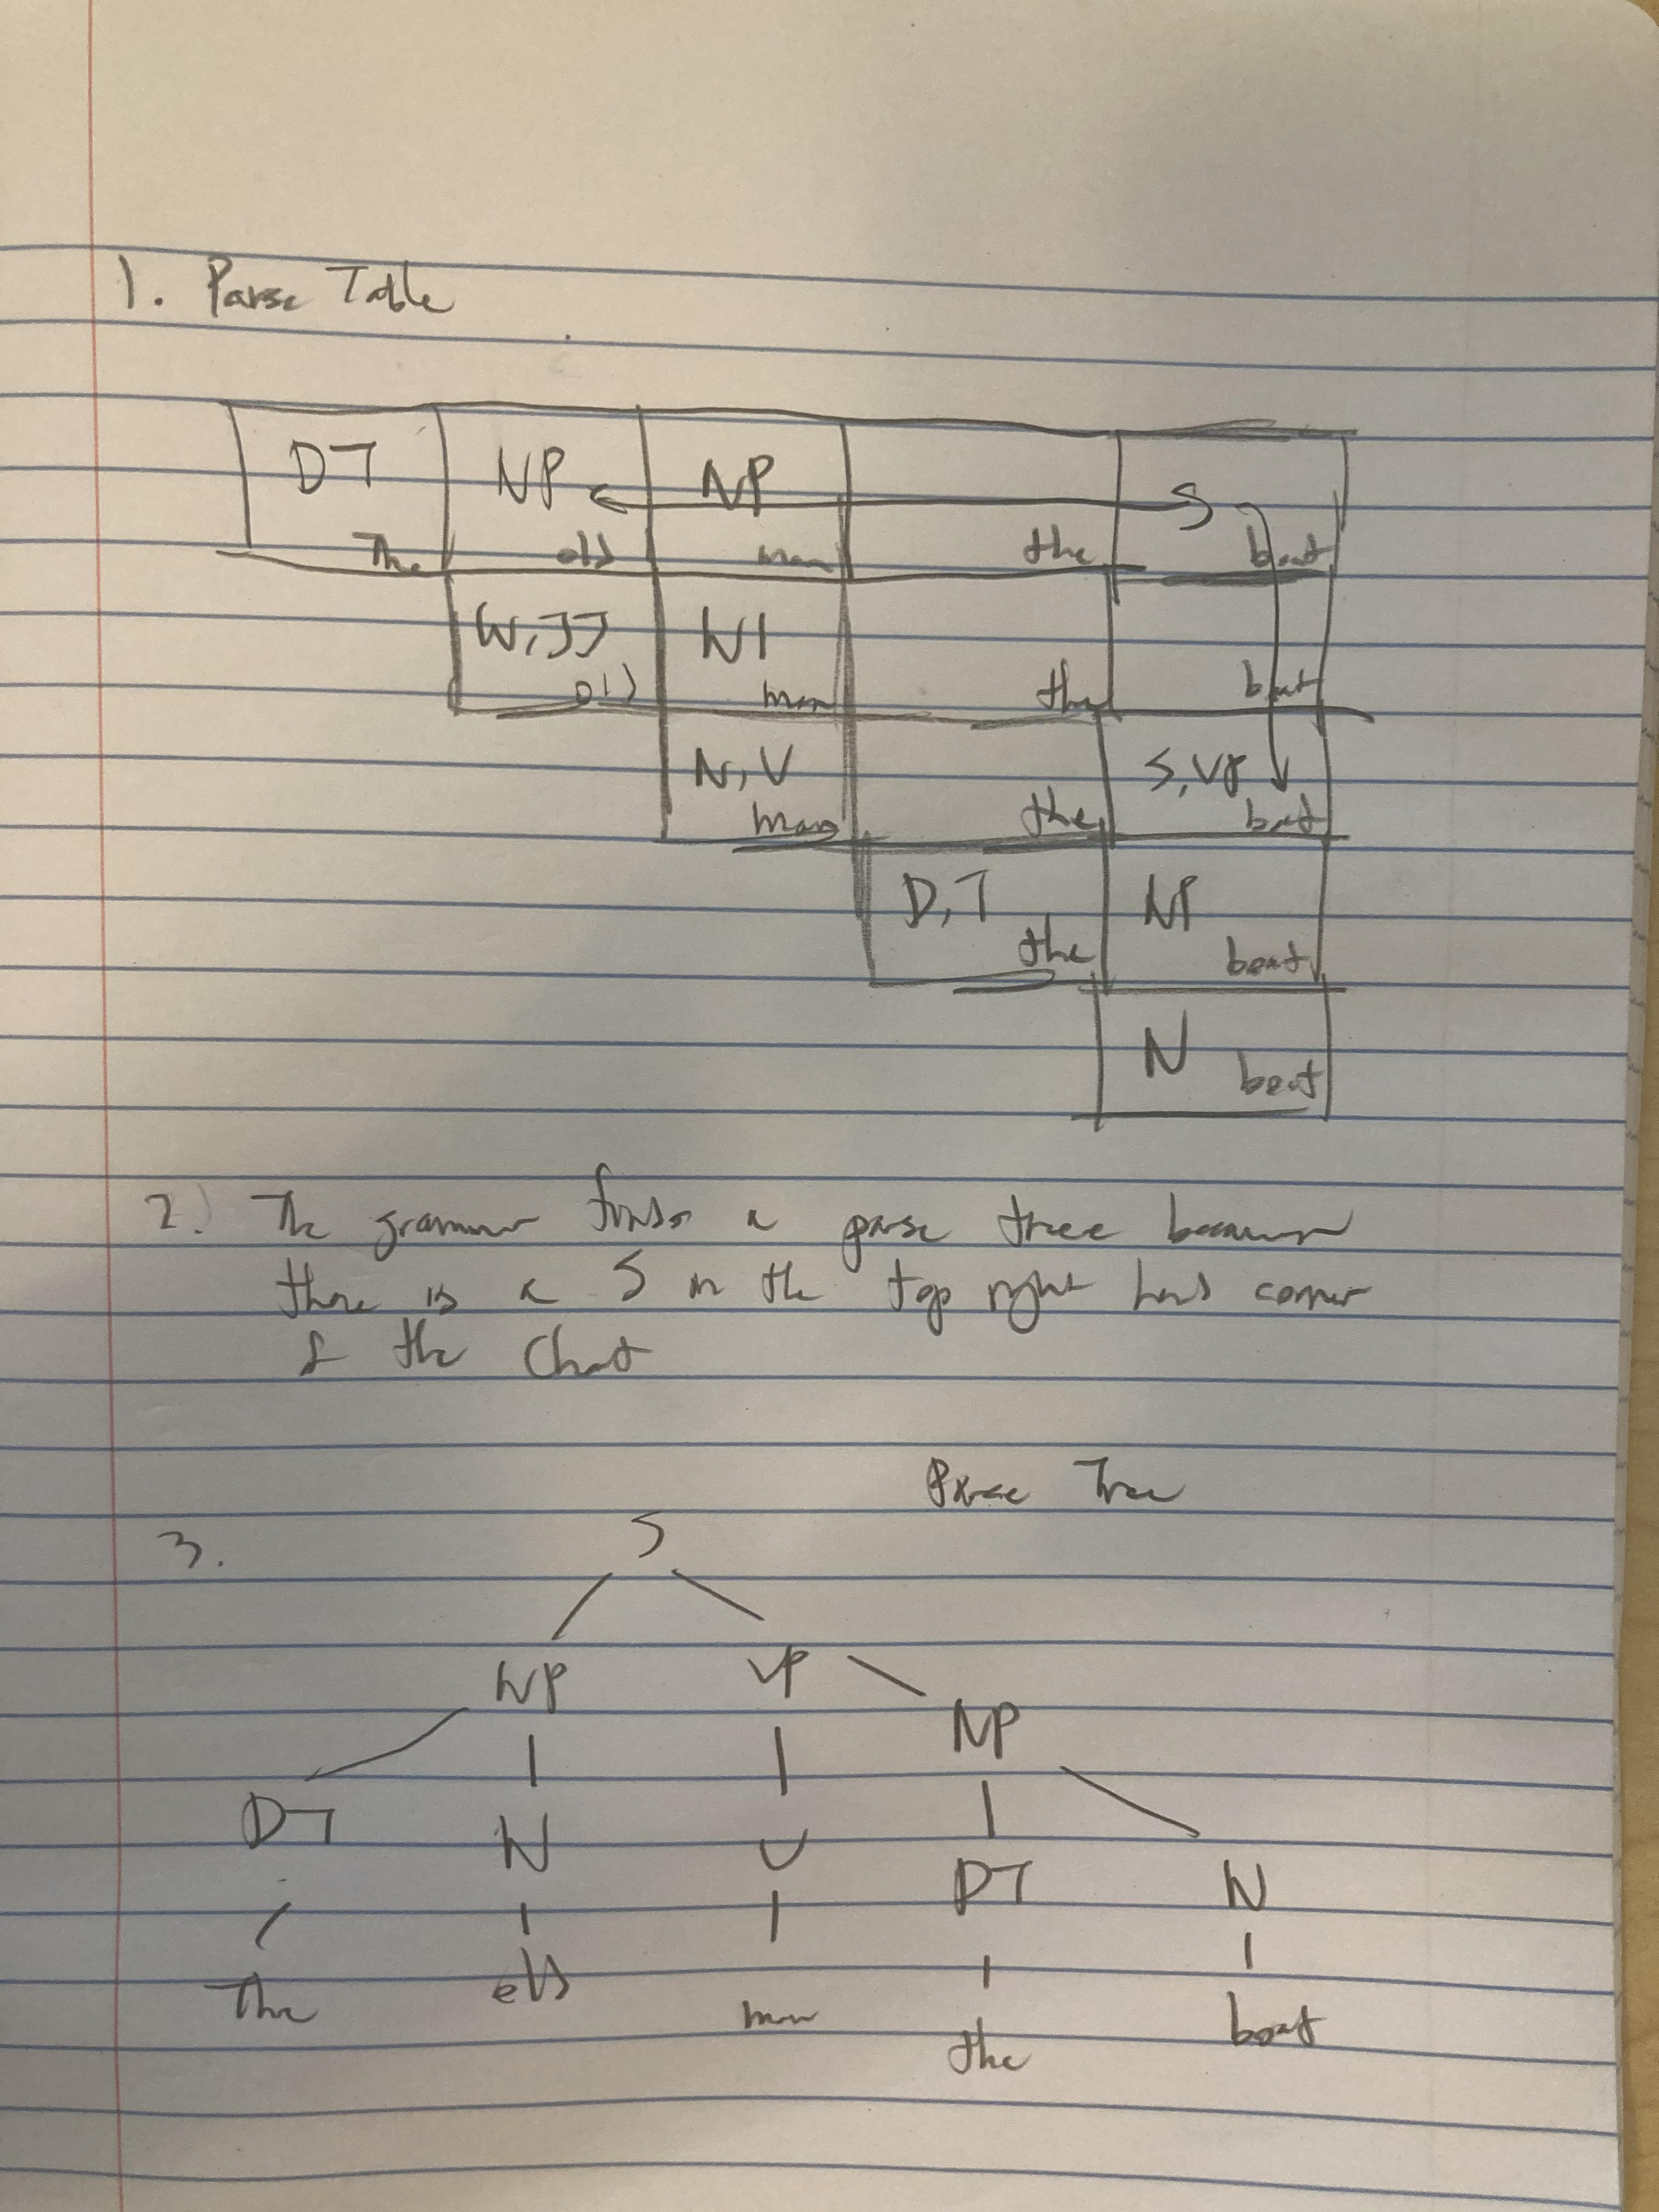 1. Parse Table
DT NP NP S
The old man the boat
N, JJ N1
old man the boat
N, V S, VP
man the boat
D, T NP
the boat
N boat
2. The grammar finds a parse tree because
there is a S in the top right hand corner
of the Chart
Parse Tree
3. S
NP VP
NP
DT N V
DT N
The old man
the boat